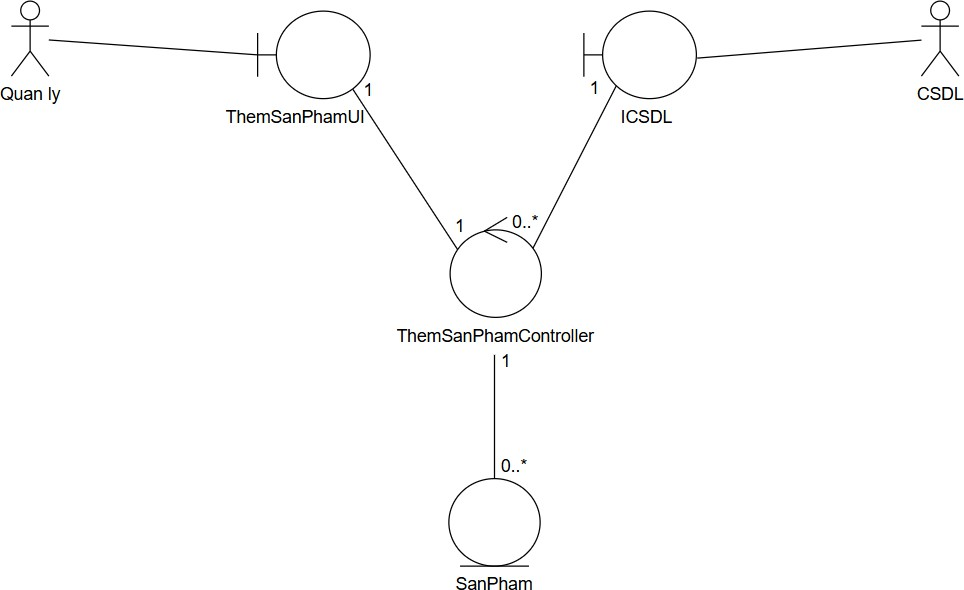 Quan ly
ThemSanPhamUI
1
1
ICSDL
CSDL
1
0..*
ThemSanPhamController
1
0..*
SanPham